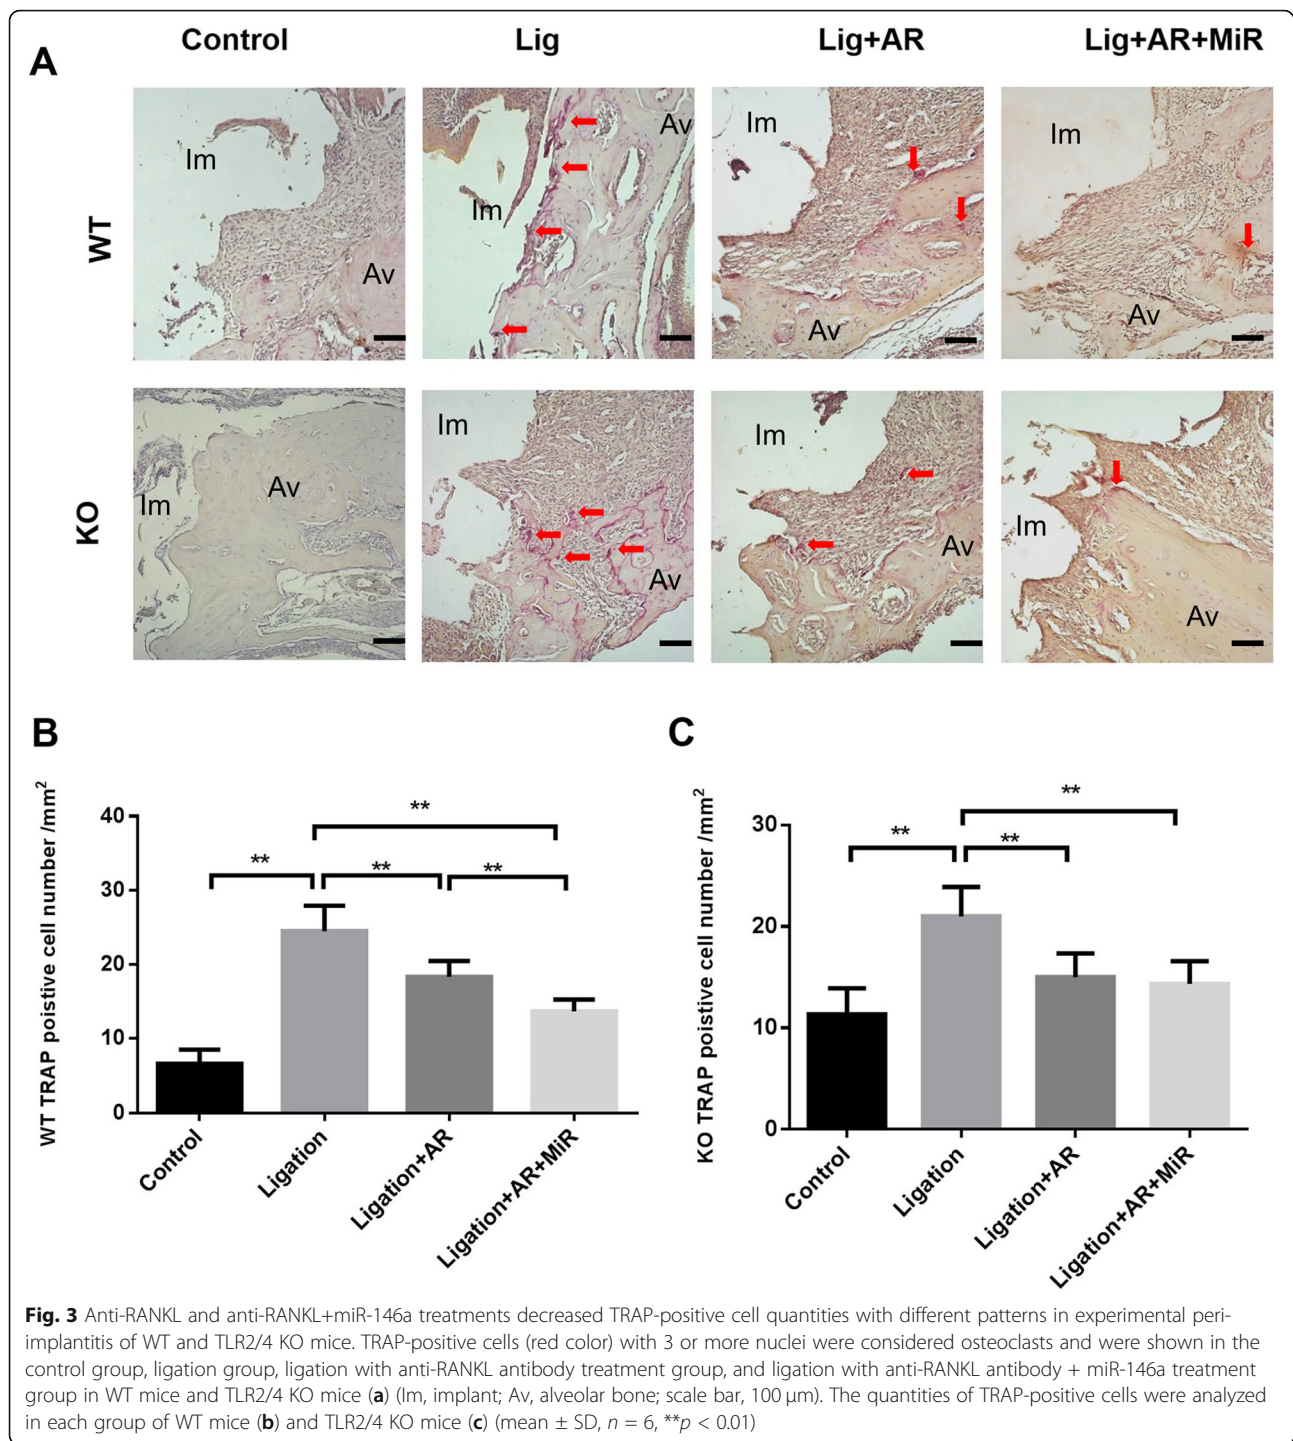 Control Lig Lig+AR Lig+AR+MiR
A
WT
Im Av
Im Av
Im Av
Im Av
KO
Im Av
Im Av
Im Av
Im Av
B
WT TRAP poistive cell number /mm²
40
30
20
10
0
** ** ** **
Control Ligation Ligation+AR Ligation+AR+MiR
C
KO TRAP poistive cell number /mm²
30
20
10
0
** ** **
Control Ligation Ligation+AR Ligation+AR+MiR
Fig. 3 Anti-RANKL and anti-RANKL+miR-146a treatments decreased TRAP-positive cell quantities with different patterns in experimental peri-
implantitis of WT and TLR2/4 KO mice. TRAP-positive cells (red color) with 3 or more nuclei were considered osteoclasts and were shown in the
control group, ligation group, ligation with anti-RANKL antibody treatment group, and ligation with anti-RANKL antibody + miR-146a treatment
group in WT mice and TLR2/4 KO mice (a) (Im, implant; Av, alveolar bone; scale bar, 100 μm). The quantities of TRAP-positive cells were analyzed
in each group of WT mice (b) and TLR2/4 KO mice (c) (mean ± SD, n = 6, **p < 0.01)